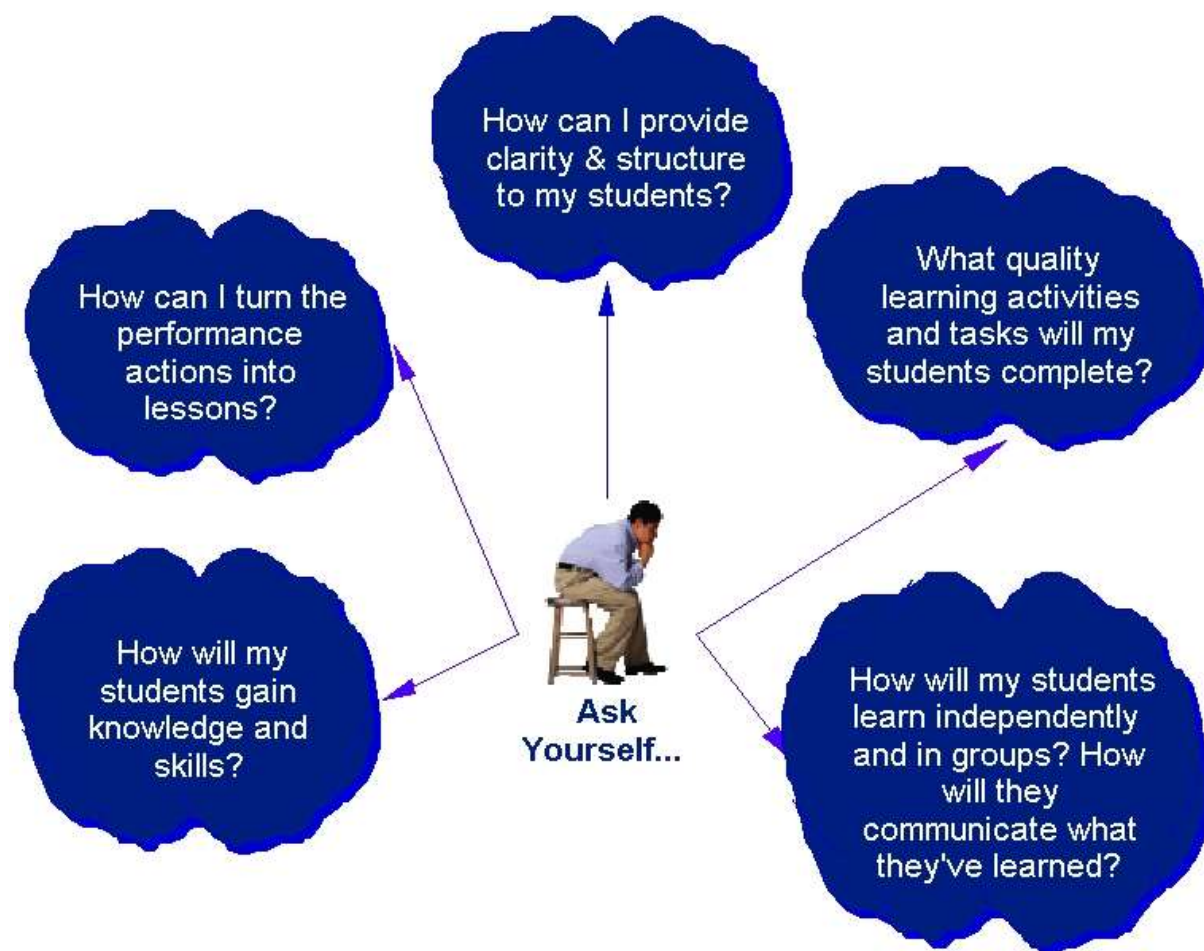 How can I provide
clarity & structure
to my students?
How can I turn the
performance
actions into
lessons?
What quality
learning activities
and tasks will my
students complete?
How will my
students gain
knowledge and
skills?
How will my students
learn independently
and in groups? How
will they
communicate what
they've learned?
Ask
Yourself...